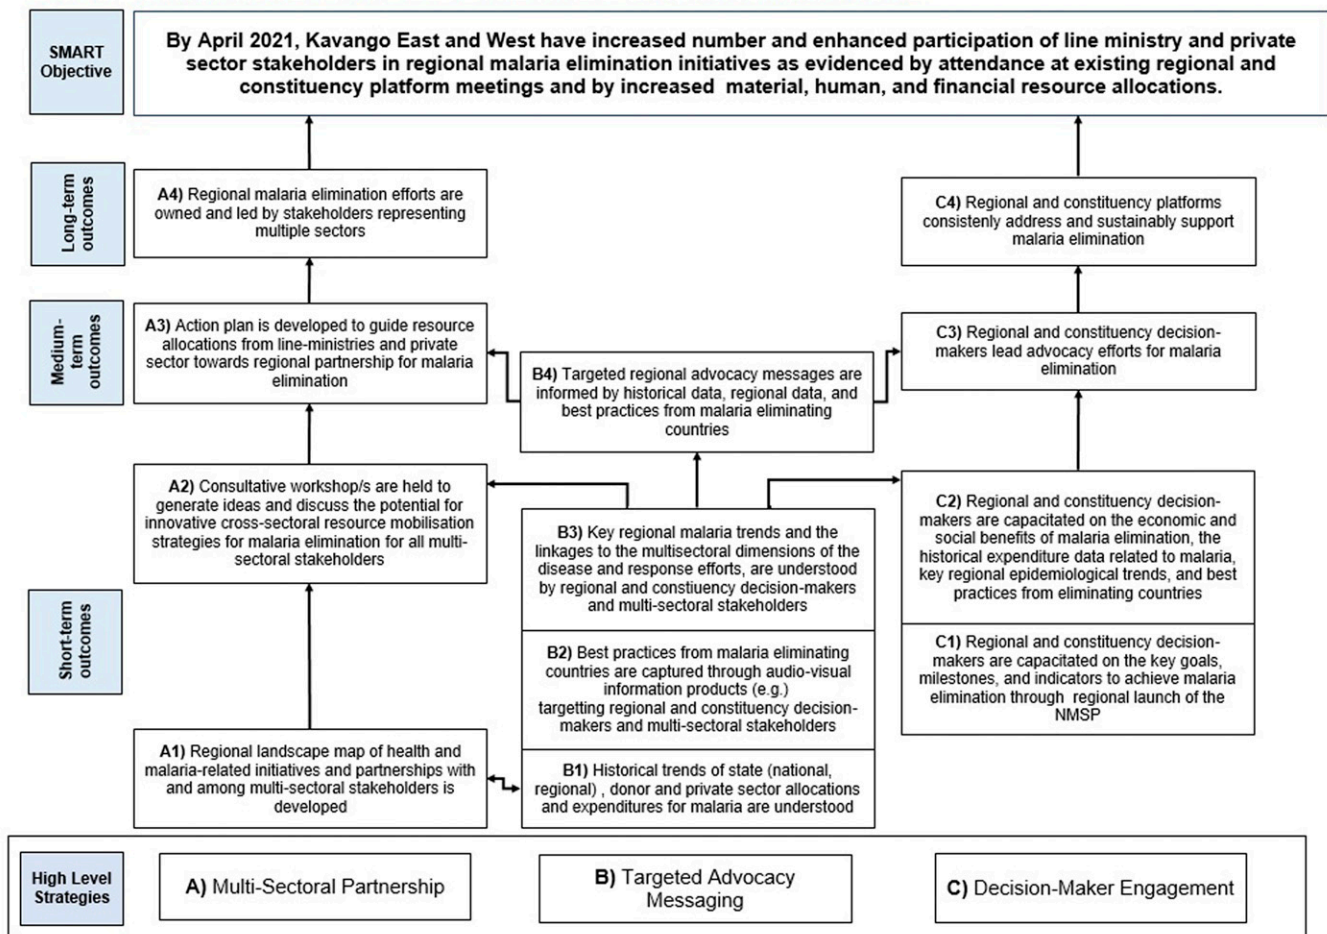 SMART
Objective
By April 2021, Kavango East and West have increased number and enhanced participation of line ministry and private
sector stakeholders in regional malaria elimination initiatives as evidenced by attendance at existing regional and
constituency platform meetings and by increased material, human, and financial resource allocations.
Long-term
outcomes
A4) Regional malaria elimination efforts are
owned and led by stakeholders representing
multiple sectors
C4) Regional and constituency platforms
consistenly address and sustainably support
malaria elimination
Medium-
term
outcomes
A3) Action plan is developed to guide resource
allocations from line-ministries and private
sector towards regional partnership for malaria
elimination
B4) Targeted regional advocacy messages are
informed by historical data, regional data, and
best practices from malaria eliminating
countries
C3) Regional and constituency decision-
makers lead advocacy efforts for malaria
elimination
Short-term
outcomes
A2) Consultative workshop/s are held to
generate ideas and discuss the potential for
innovative cross-sectoral resource mobilisation
strategies for malaria elimination for all multi-
sectoral stakeholders
B3) Key regional malaria trends and the
linkages to the multisectoral dimensions of the
disease and response efforts, are understood
by regional and constiuency decision-makers
and multi-sectoral stakeholders
C2) Regional and constituency decision-
makers are capacitated on the economic and
social benefits of malaria elimination, the
historical expenditure data related to malaria,
key regional epidemiological trends, and best
practices from eliminating countries
B2) Best practices from malaria eliminating
countries are captured through audio-visual
information products (e.g.)
targetting regional and constituency decision-
makers and multi-sectoral stakeholders
C1) Regional and constituency decision-
makers are capacitated on the key goals,
milestones, and indicators to achieve malaria
elimination through regional launch of the
NMSP
A1) Regional landscape map of health and
malaria-related initiatives and partnerships with
and among multi-sectoral stakeholders is
developed
B1) Historical trends of state (national,
regional) , donor and private sector allocations
and expenditures for malaria are understood
High Level
Strategies
A) Multi-Sectoral Partnership
B) Targeted Advocacy
Messaging
C) Decision-Maker Engagement